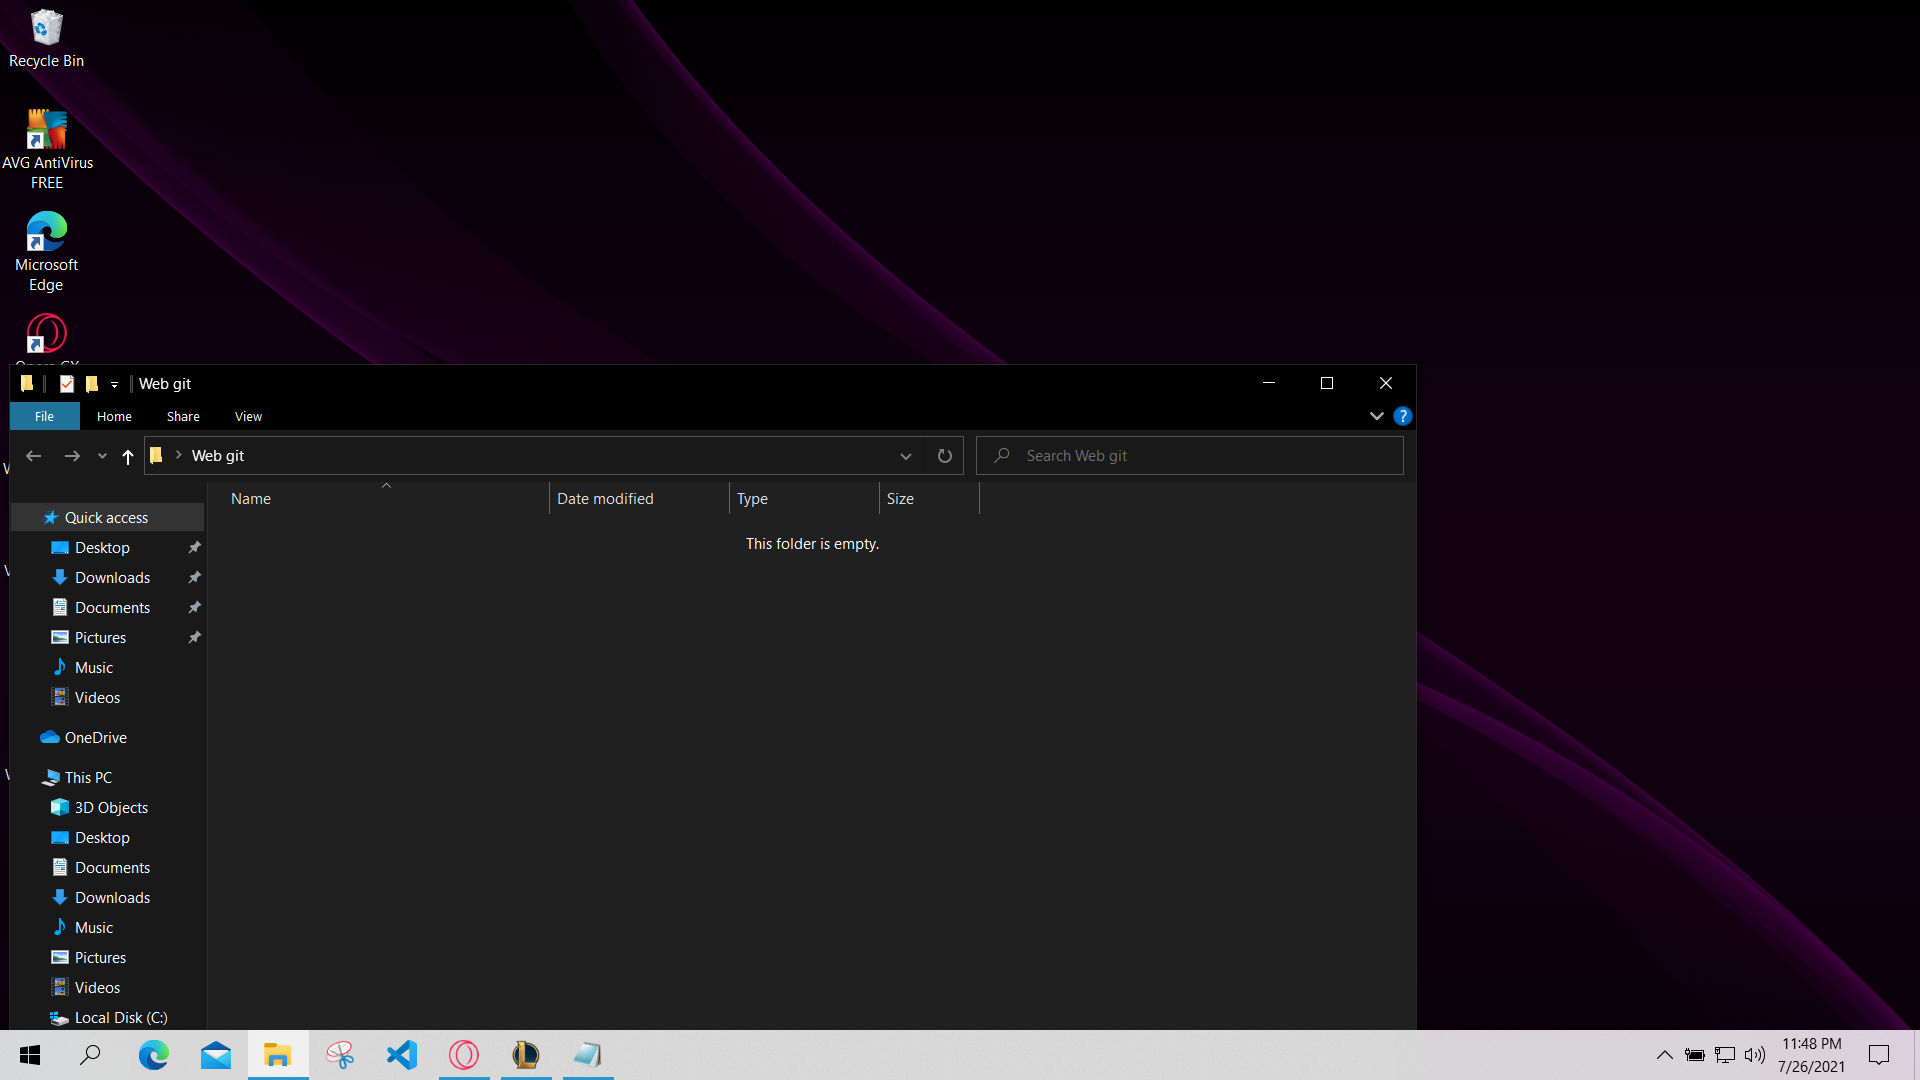 Recycle Bin
AVG AntiVirus
FREE
Microsoft
Edge
Web git
File
Home
Share
View
?
Web git
Search Web git
Name
Date modified
Type
Size
This folder is empty.
Quick access
Desktop
Downloads
Documents
Pictures
Music
Videos
OneDrive
This PC
3D Objects
Desktop
Documents
Downloads
Music
Pictures
Videos
Local Disk (C:)
11:48 PM
7/26/2021